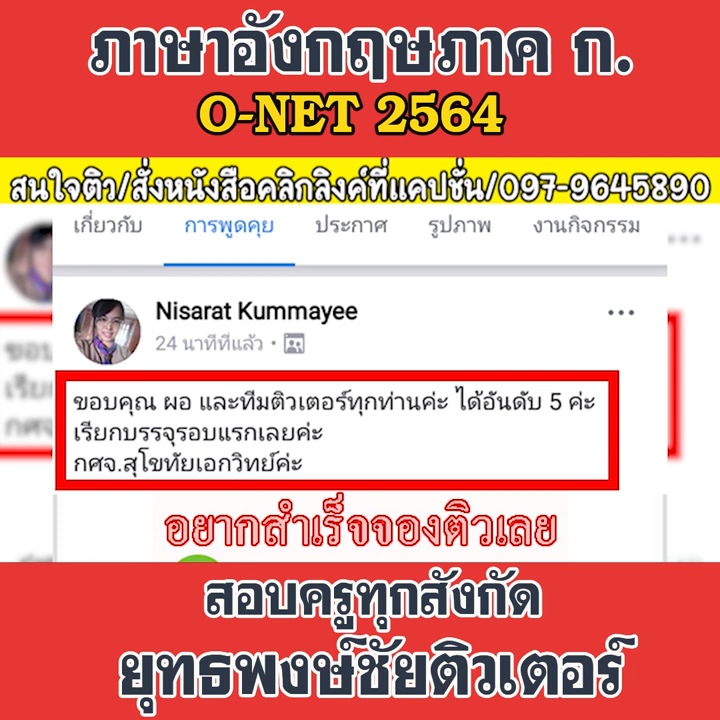 ภาษาอังกฤษภาค ก.
O-NET 2564
สนใจติว/สั่งหนังสือคลิกลิงค์ที่แคปชั่น/097-9645890
เกี่ยวกับ การพูดคุย ประกาศ รูปภาพ งานกิจกรรม
Nisarat Kummayee
24 นาทีที่แล้ว
ขอบคุณ ผอ และทีมติวเตอร์ทุกท่านค่ะ ได้อันดับ 5 ค่ะ
เรียกบรรจุรอบแรกเลยค่ะ
กศจ.สุโขทัยเอกวิทย์ค่ะ
อยากสำเร็จจองติวเลย
สอบครูทุกสังกัด
ยุทธพงษ์ชัยติวเตอร์